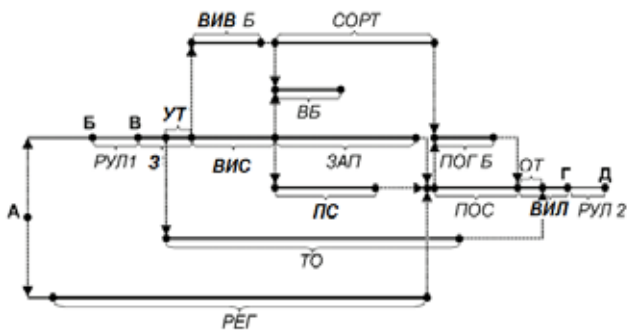 ВИВ Б
СОРТ
УТ
ВБ
Б
В
РУЛ1
З
ВИС
ЗАП
ПОГ Б
ОТ
Г
Д
А
ПС
ПОС
ВИЛ
РУЛ 2
ТО
РЕГ